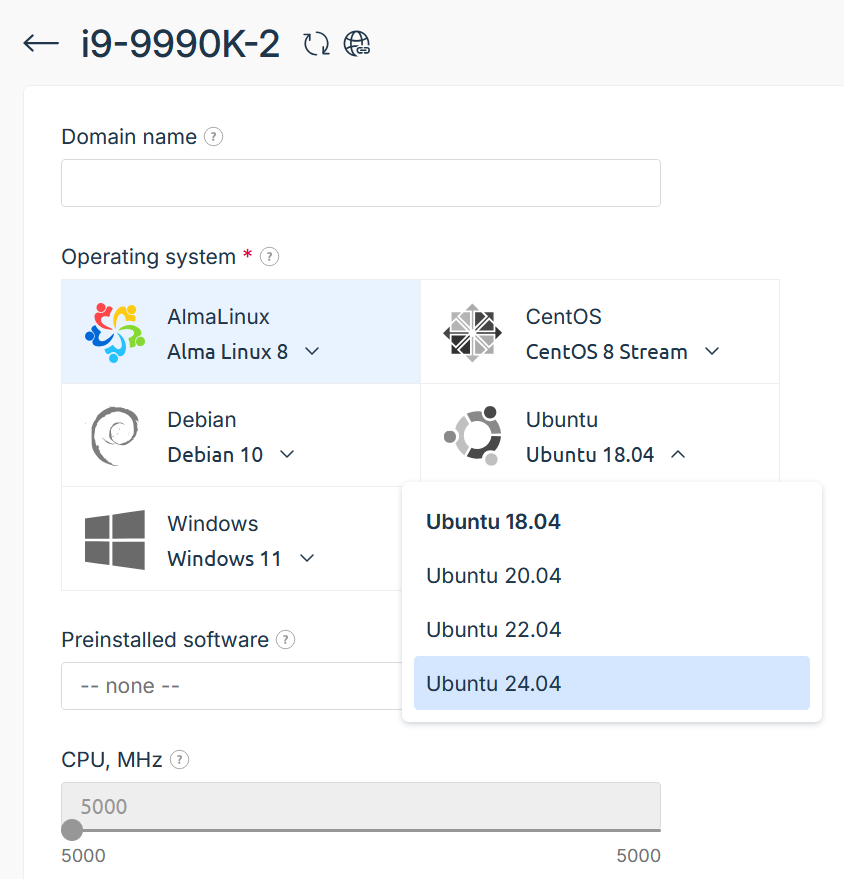 i9-9990K-2
Domain name ?
Operating system * ?
AlmaLinux
Alma Linux 8
CentOS
CentOS 8 Stream
Debian
Debian 10
Ubuntu
Ubuntu 18.04
Windows
Windows 11
Ubuntu 18.04
Ubuntu 20.04
Ubuntu 22.04
Ubuntu 24.04
Preinstalled software ?
-- none --
CPU, MHz ?
5000
5000 5000